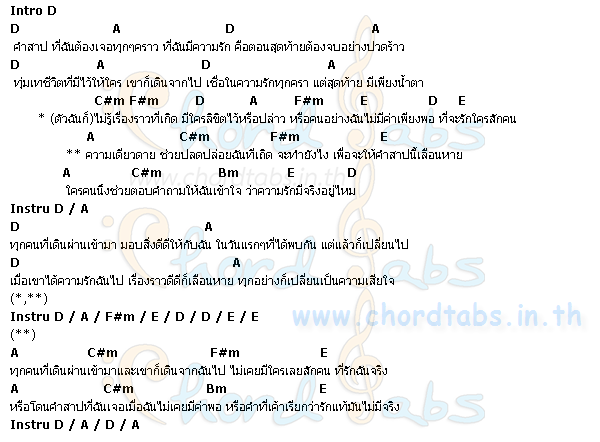 Intro D
D A D A
คำสาป ที่ฉันต้องเจอทุกๆคราว ที่ฉันมีความรัก คือตอนสุดท้ายต้องจบอย่างปวดร้าว
D A D A
ทุ่มเทชีวิตที่มีไว้ให้ใคร เขาก็เดินจากไป เชื่อในความรักทุกครา แต่สุดท้าย มีเพียงน้ำตา
C#m F#m D A F#m E D E
* (ตัวฉันก็)ไม่รู้เรื่องราวที่เกิด มีใครลิขิตไว้หรือปล่าว หรือคนอย่างฉันไม่มีค่าเพียงพอ ที่จะรักใครสักคน
A C#m F#m E
** ความเดียวดาย ช่วยปลดปล่อยฉันทีเถิด จะทำยังไง เพื่อจะให้คำสาปนี้เลือนหาย
A C#m Bm E D
ใครคนนึงช่วยตอบคำถามให้ฉันเข้าใจ ว่าความรักมีจริงอยู่ไหม
Instru D / A
D A
ทุกคนที่เดินผ่านเข้ามา มอบสิ่งดีดีให้กับฉัน ในวันแรกๆที่ได้พบกัน แต่แล้วก็เปลี่ยนไป
D A
เมื่อเขาได้ความรักฉันไป เรื่องราวดีดีก็เลือนหาย ทุกอย่างก็เปลี่ยนเป็นความเสียใจ
(*,**)
Instru D / A / F#m / E / D / D / E / E
www.chordtabs.in.th
(**)
A C#m F#m E
ทุกคนที่เดินผ่านเข้ามาและเขาก็เดินจากฉันไป ไม่เคยมีใครเลยสักคน ที่รักฉันจริง
A C#m Bm E
หรือโดนคำสาปที่ฉันเจอเมื่อฉันไม่เคยมีค่าพอ หรือคำที่เค้าเรียกว่ารักแท้มันไม่มีจริง
Instru D / A / D / A